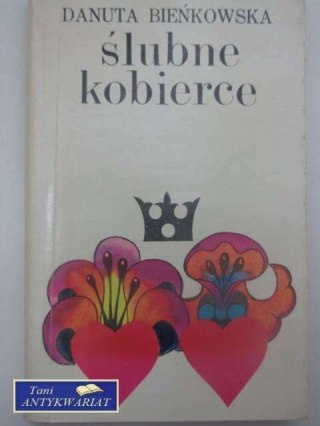 DANUTA BIEŃKOWSKA
ślubne
kobierce
Tani
ANTYKWARIAT